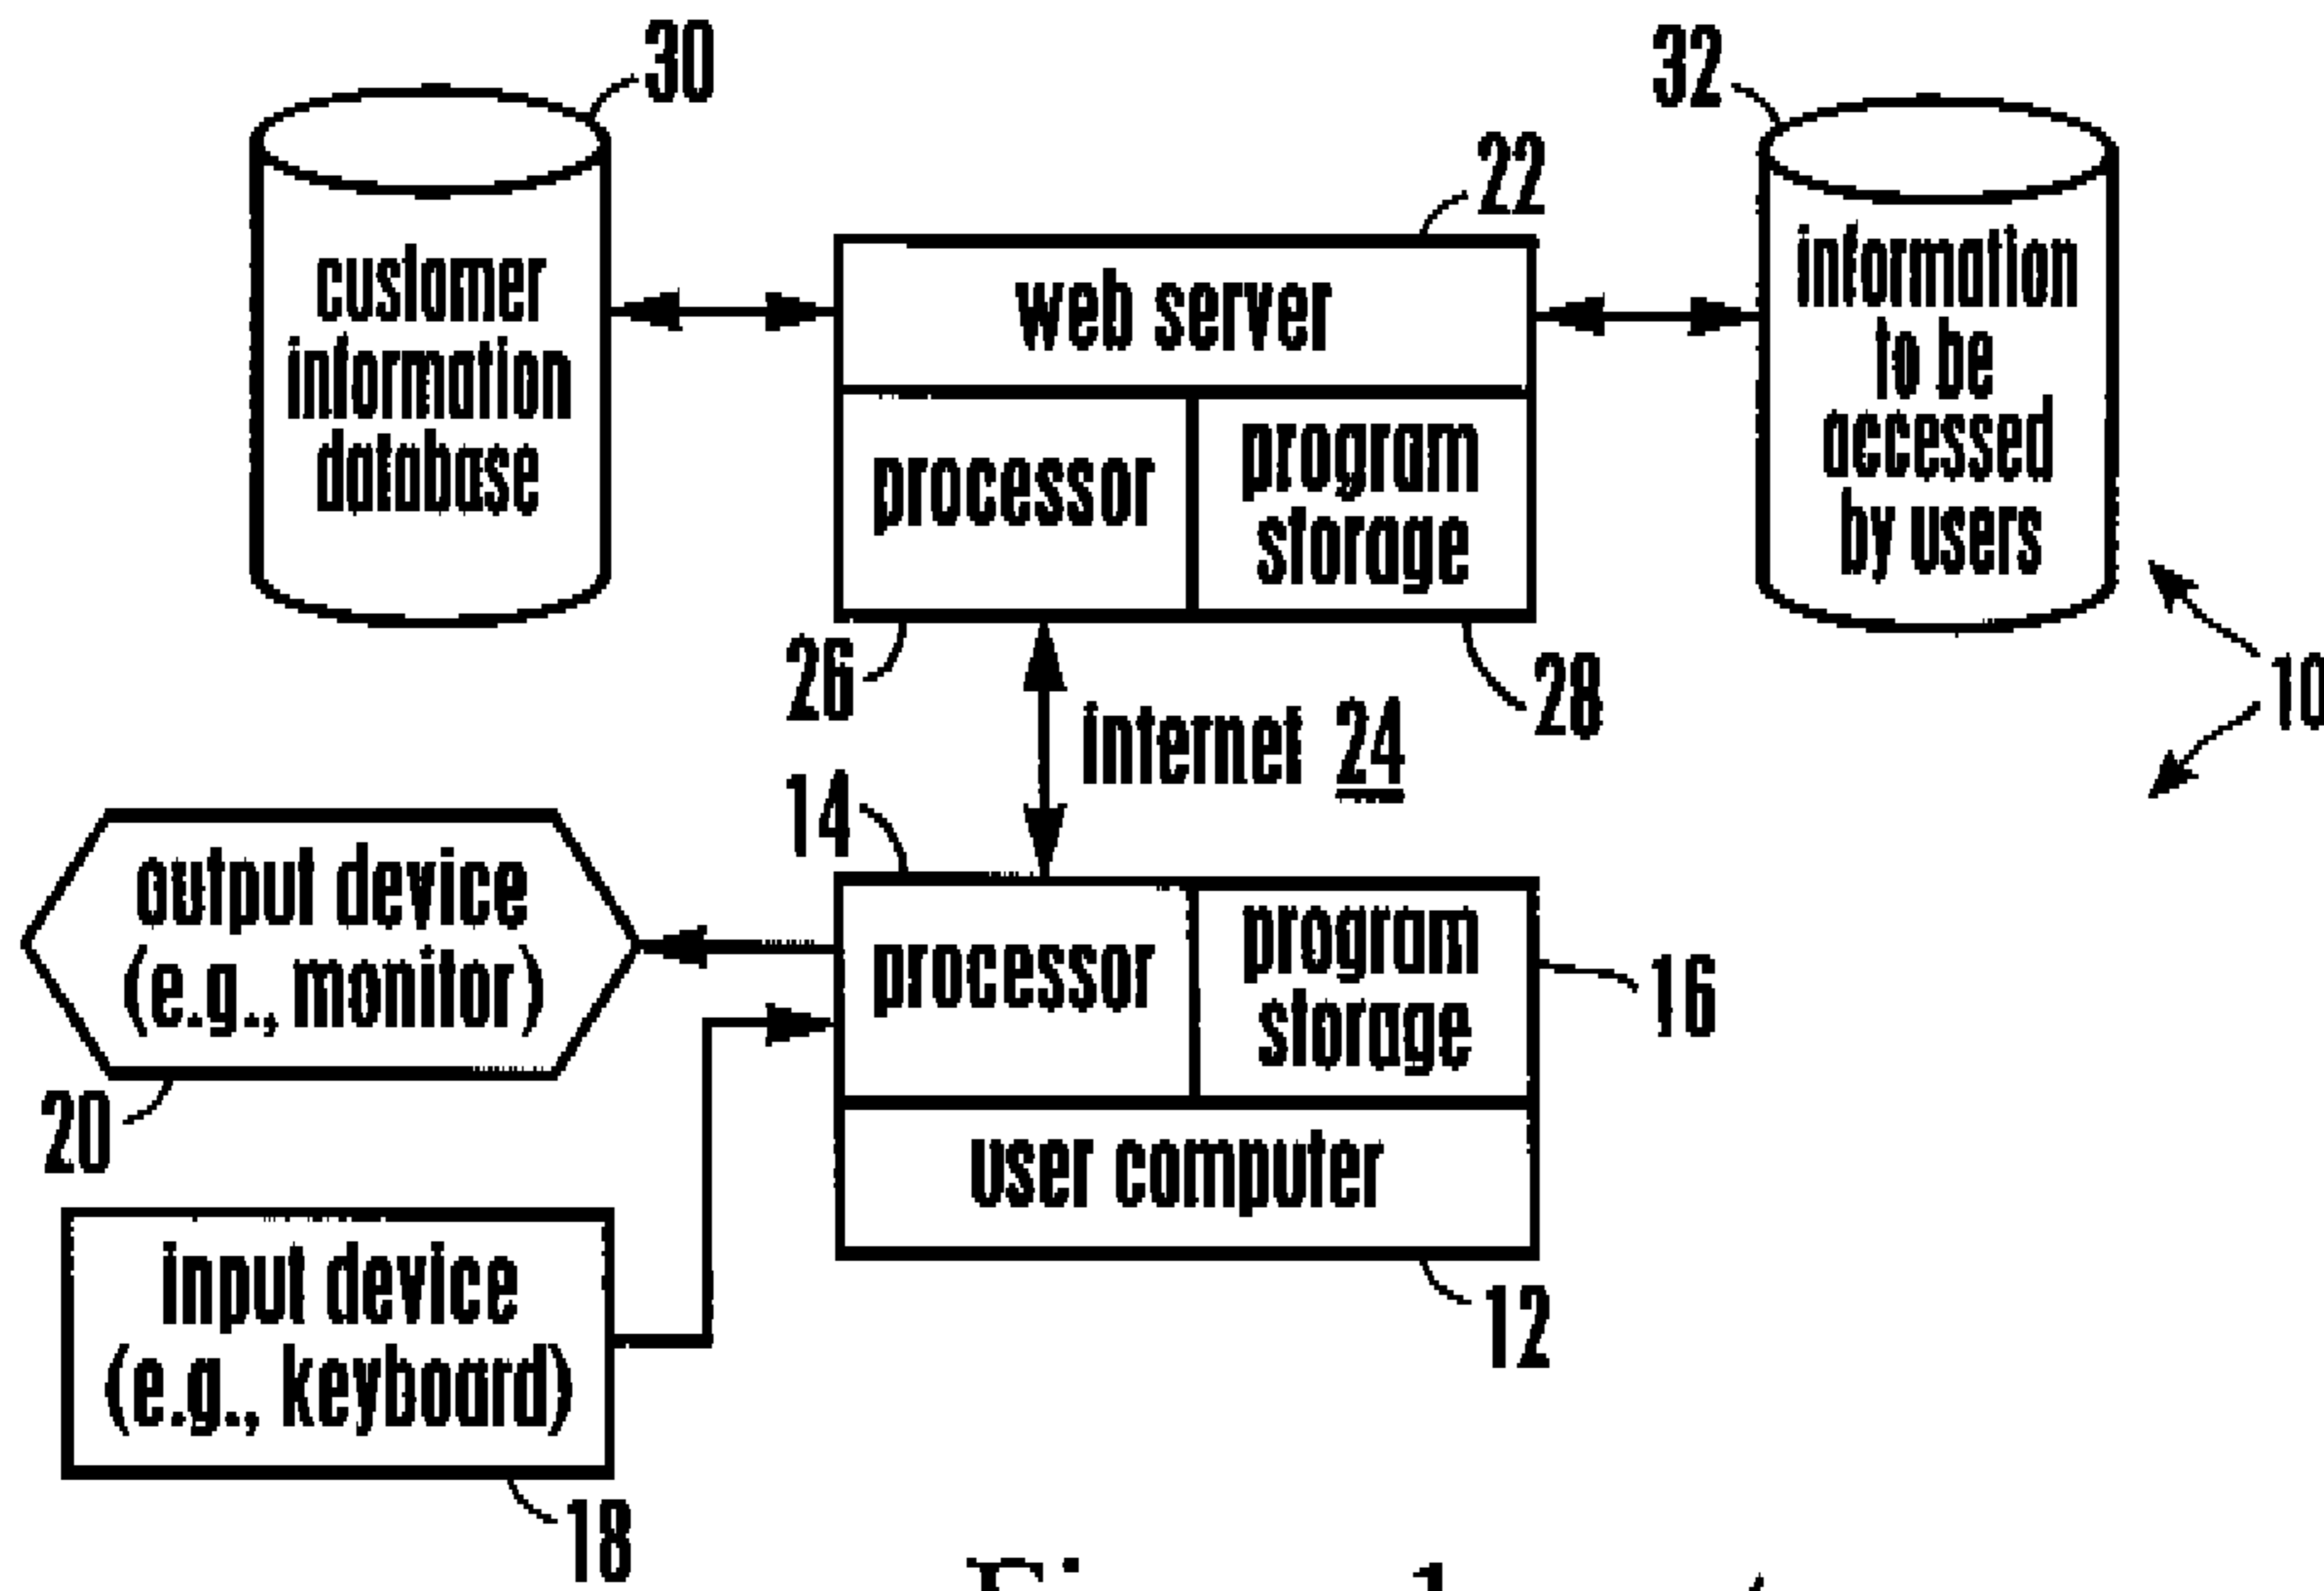 30
32
22
customer
information
database
web server
processor
program
storage
information
to be
accessed
by users
26
28
10
internet 24
14
output device
(e.g., monitor)
20
processor
program
storage
16
user computer
12
input device
(e.g., keyboard)
18